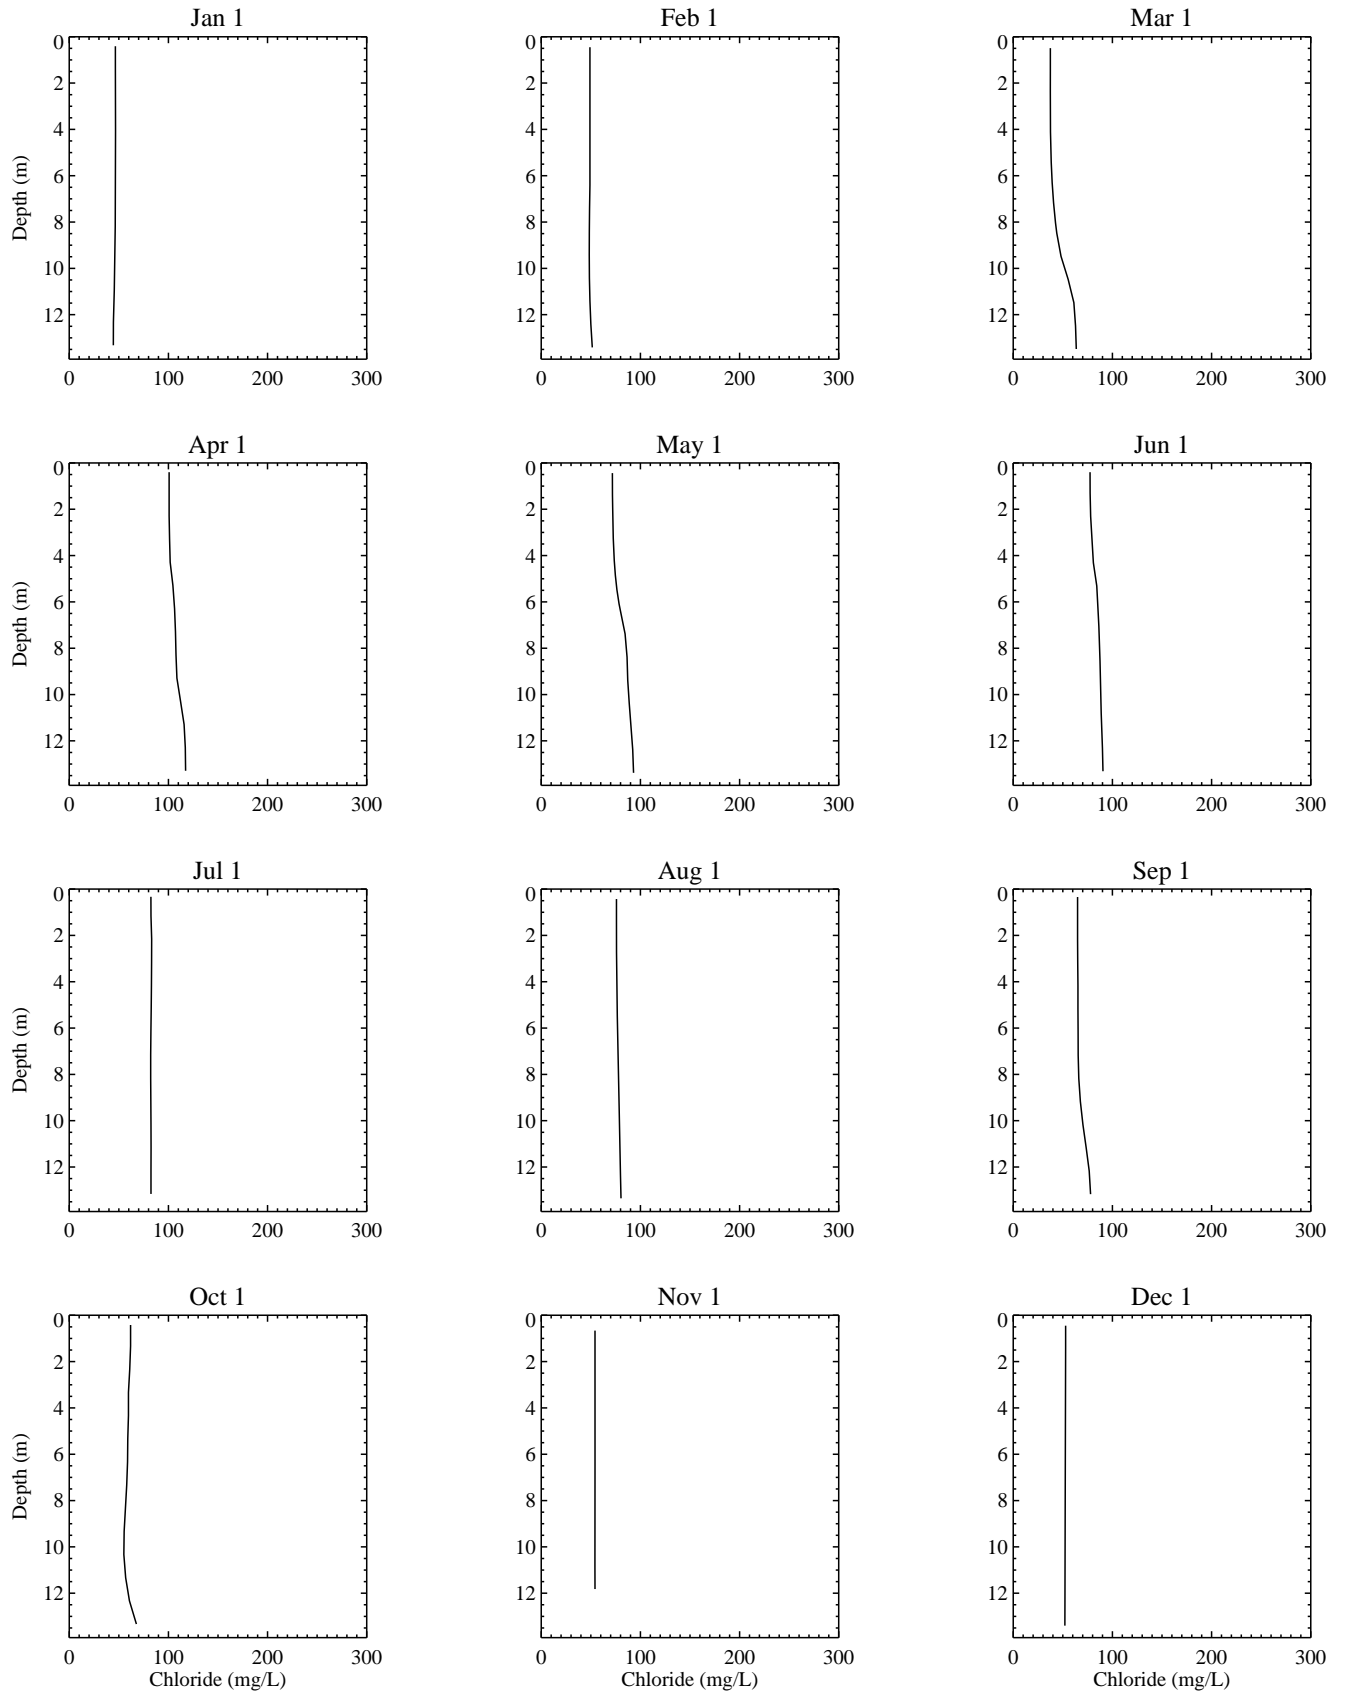 Jan 1 Feb 1 Mar 1
0 0 0
2 2 2
4 4 4
Depth (m) 6 6 6
8 8 8
10 10 10
12 12 12
0 100 200 300 0 100 200 300 0 100 200 300
Apr 1 May 1 Jun 1
0 0 0
2 2 2
4 4 4
Depth (m) 6 6 6
8 8 8
10 10 10
12 12 12
0 100 200 300 0 100 200 300 0 100 200 300
Jul 1 Aug 1 Sep 1
0 0 0
2 2 2
4 4 4
Depth (m) 6 6 6
8 8 8
10 10 10
12 12 12
0 100 200 300 0 100 200 300 0 100 200 300
Oct 1 Nov 1 Dec 1
0 0 0
2 2 2
4 4 4
Depth (m) 6 6 6
8 8 8
10 10 10
12 12 12
0 100 200 300 0 100 200 300 0 100 200 300
Chloride (mg/L) Chloride (mg/L) Chloride (mg/L)